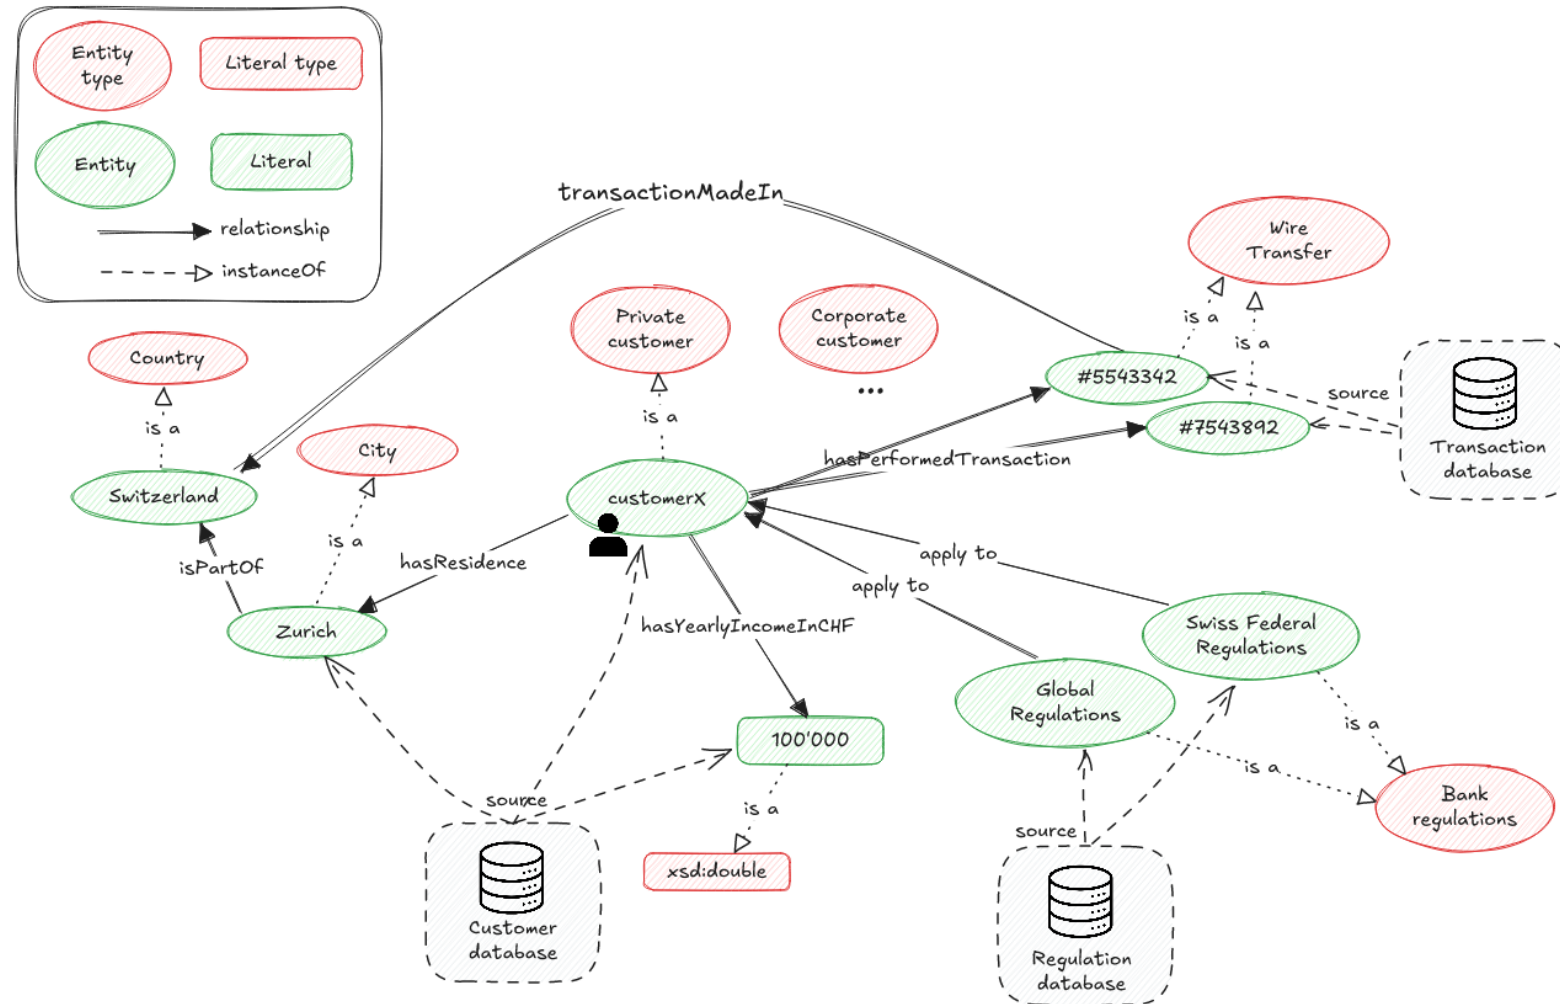 Entity
type
Literal type
Entity
Literal
relationship
instanceOf
transactionMadeIn
Wire
Transfer
is a
is a
Private
customer
Corporate
customer
...
Country
is a
#5543342
#7543892
source
Transaction
database
is a
City
hasPerformedTransaction
Switzerland
customerX
is a
isPartOf
hasResidence
apply to
apply to
Zurich
hasYearlyIncomeInCHF
Swiss Federal
Regulations
Global
Regulations
100'000
is a
is a
Bank
regulations
source
is a
xsd:double
source
Customer
database
Regulation
database